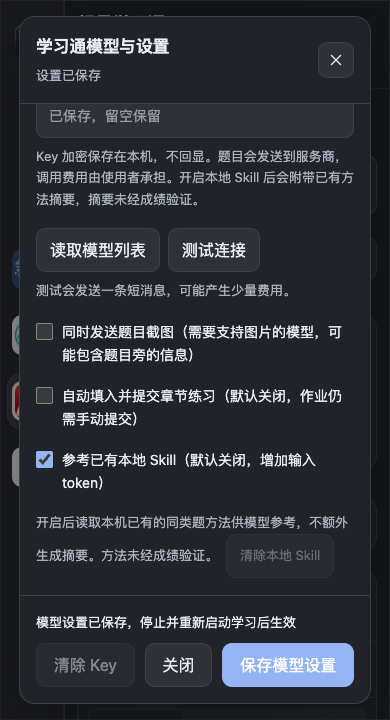 学习通模型与设置
设置已保存
已保存，留空保留
Key 加密保存在本机，不回显。题目会发送到服务商，
调用费用由使用者承担。开启本地 Skill 后会附带已有方
法摘要，摘要未经成绩验证。
读取模型列表
测试连接
测试会发送一条短消息，可能产生少量费用。
同时发送题目截图（需要支持图片的模型，可
能包含题目旁的信息）
自动填入并提交章节练习（默认关闭，作业仍
需手动提交）
参考已有本地 Skill（默认关闭，增加输入
token）
开启后读取本机已有的同类题方法供模型参考，不额外
生成摘要。方法未经成绩验证。
清除本地 Skill
模型设置已保存，停止并重新启动学习后生效
清除 Key
关闭
保存模型设置